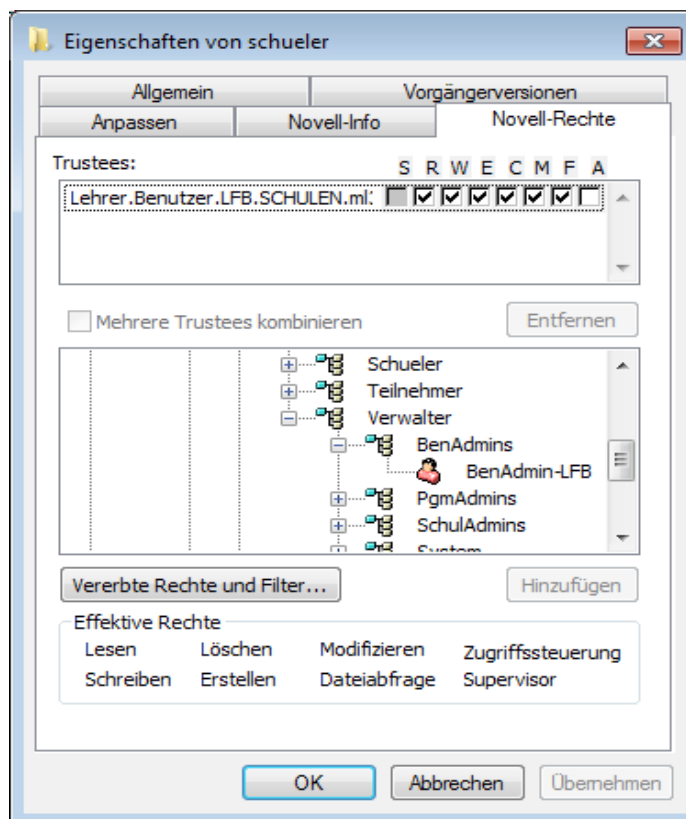 Eigenschaften von schueler
Allgemein Vorgängerversionen
Anpassen Novell-Info Novell-Rechte
Trustees: S R W E C M F A
Lehrer.Benutzer.LFB.SCHULEN.ml
Mehrere Trustees kombinieren Entfernen
Schueler
Teilnehmer
Verwalter
BenAdmins
BenAdmin-LFB
PgmAdmins
SchulAdmins
System
Vererbte Rechte und Filter... Hinzufügen
Effektive Rechte
Lesen Löschen Modifizieren Zugriffssteuerung
Schreiben Erstellen Dateiabfrage Supervisor
OK Abbrechen Übernehmen